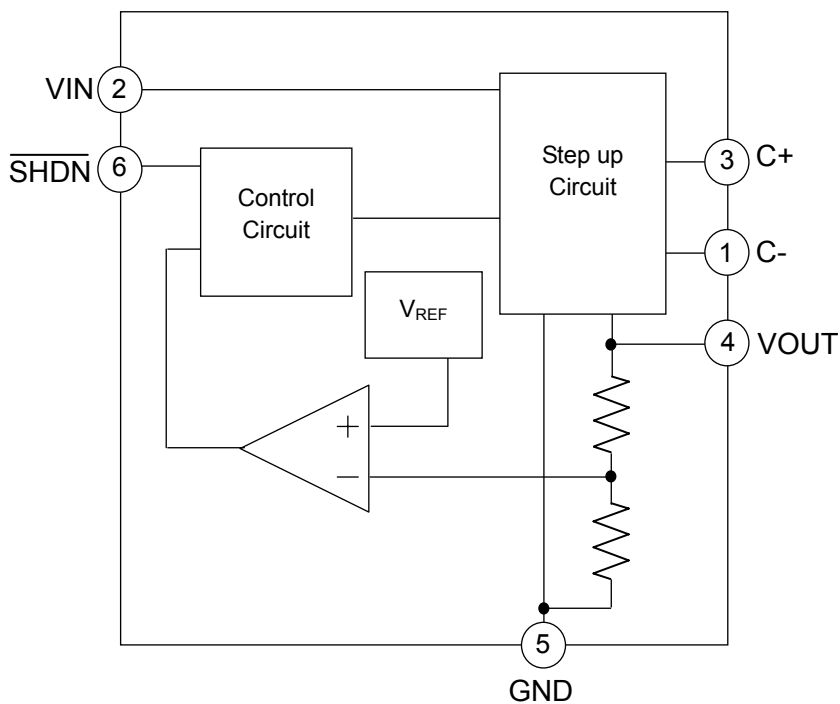 VIN 2
SHDN 6
Control
Circuit
Step up
Circuit
3 C+
1 C-
VREF
4 VOUT
+
−
5
GND